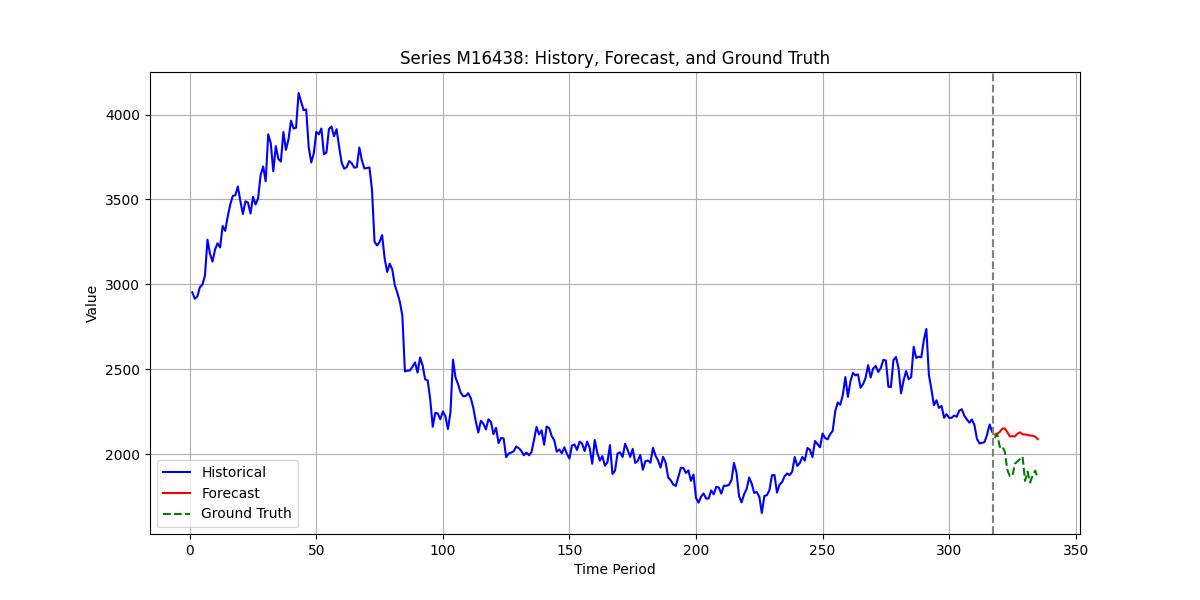 Series M16438: History, Forecast, and Ground Truth
Value
4000
3500
3000
2500
2000
Historical
Forecast
Ground Truth
0 50 100 150 200 250 300 350
Time Period